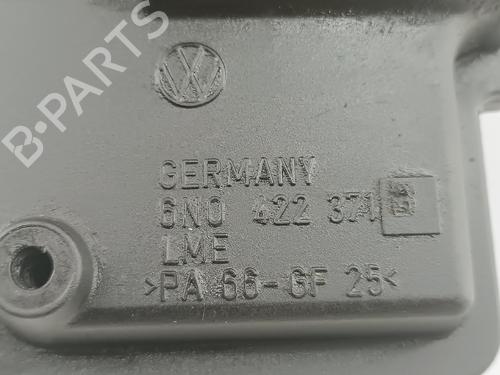 B-PARTS
VW
GERMANY
6N0 422 371 B
LME
>PA 66-GF 25<